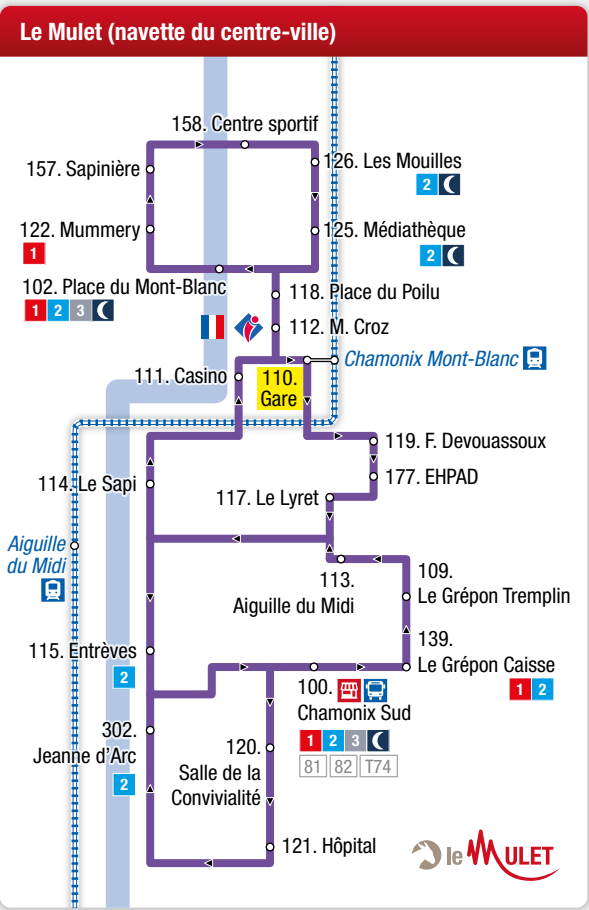 Le Mulet (navette du centre-ville)
158. Centre sportif
157. Sapinière
126. Les Mouilles
2
122. Mummery
1
125. Médiathèque
2
102. Place du Mont-Blanc
1 2 3
118. Place du Poilu
112. M. Croz
Chamonix Mont-Blanc
111. Casino
110.
Gare
119. F. Devouassoux
177. EHPAD
114. Le Sapi
117. Le Lyret
Aiguille
du Midi
113.
Aiguille du Midi
109.
Le Grépon Tremplin
115. Entrèves
2
139.
Le Grépon Caisse
1 2
100.
Chamonix Sud
1 2 3
81 82 T74
302.
Jeanne d'Arc
2
120.
Salle de la
Convivialité
121. Hôpital
le MULET